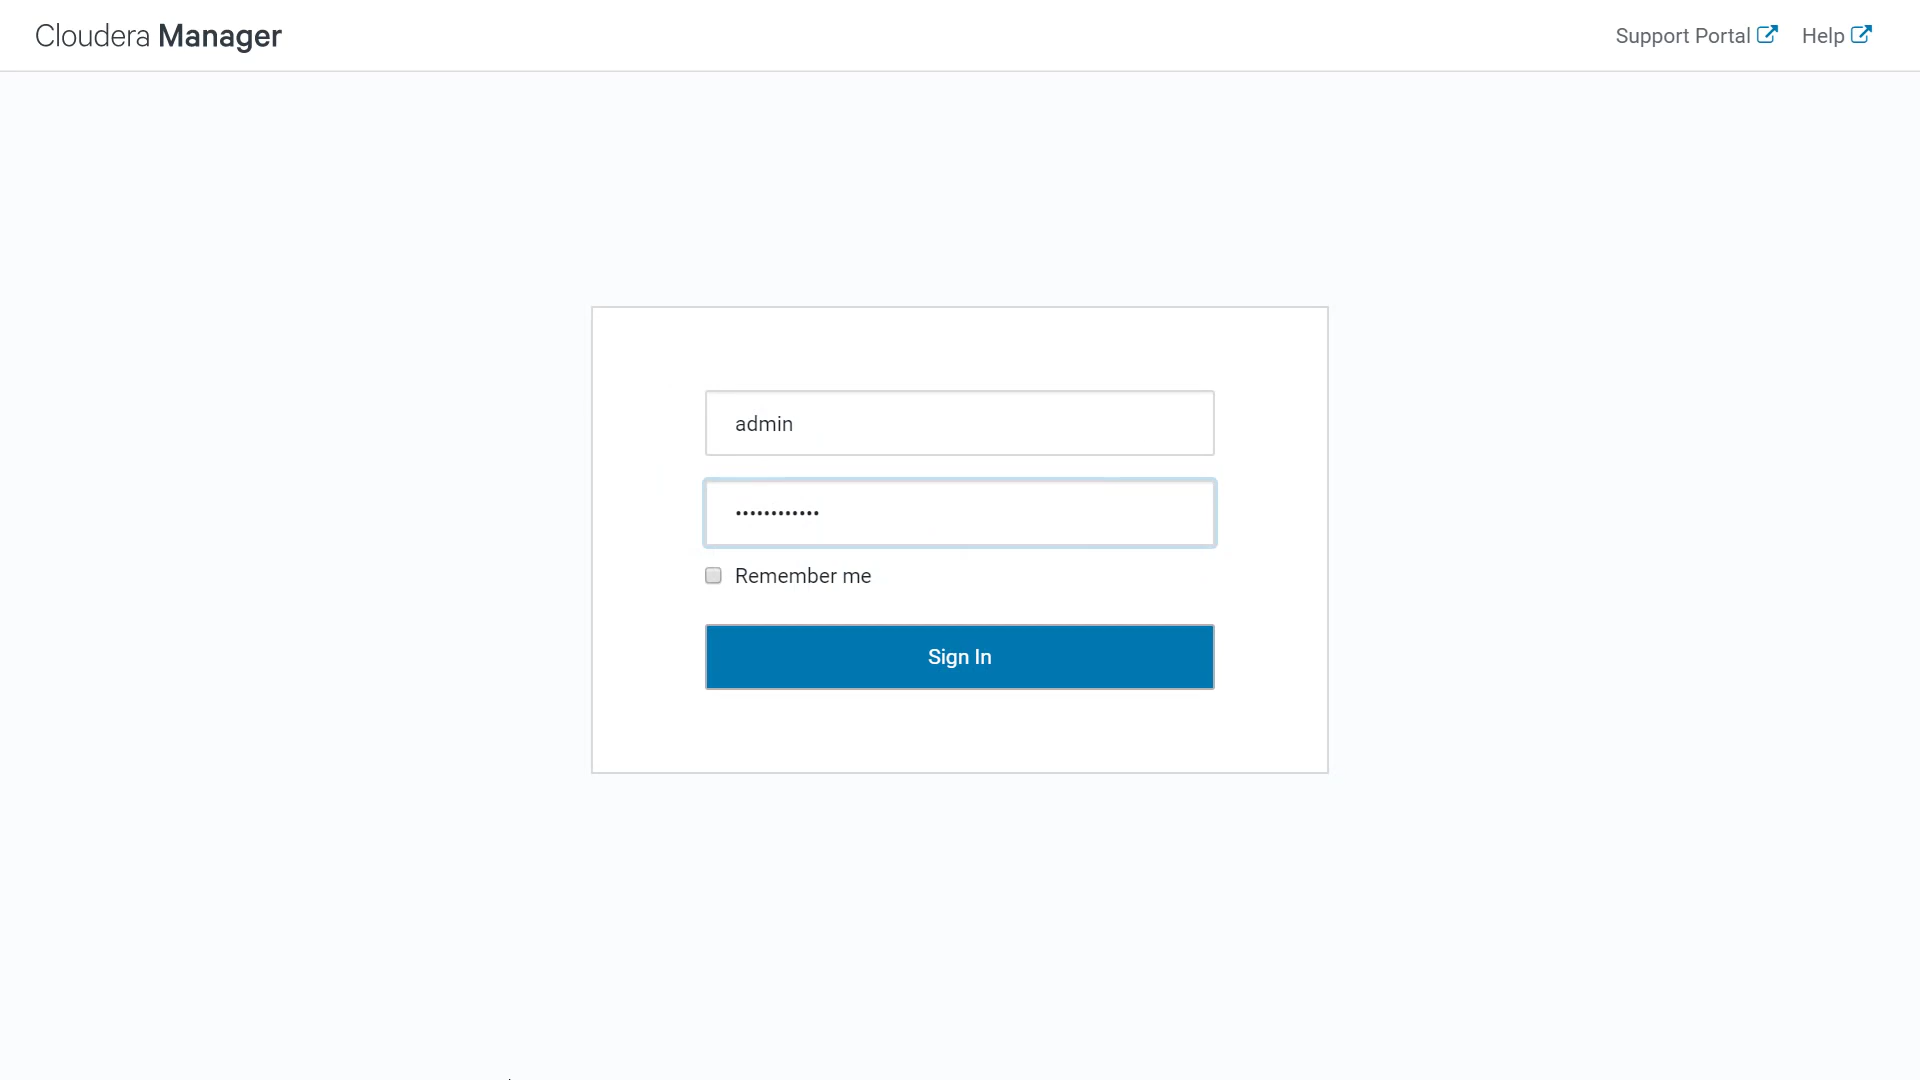 Cloudera Manager
Support Portal Help
admin
••••••••••••
Remember me
Sign In